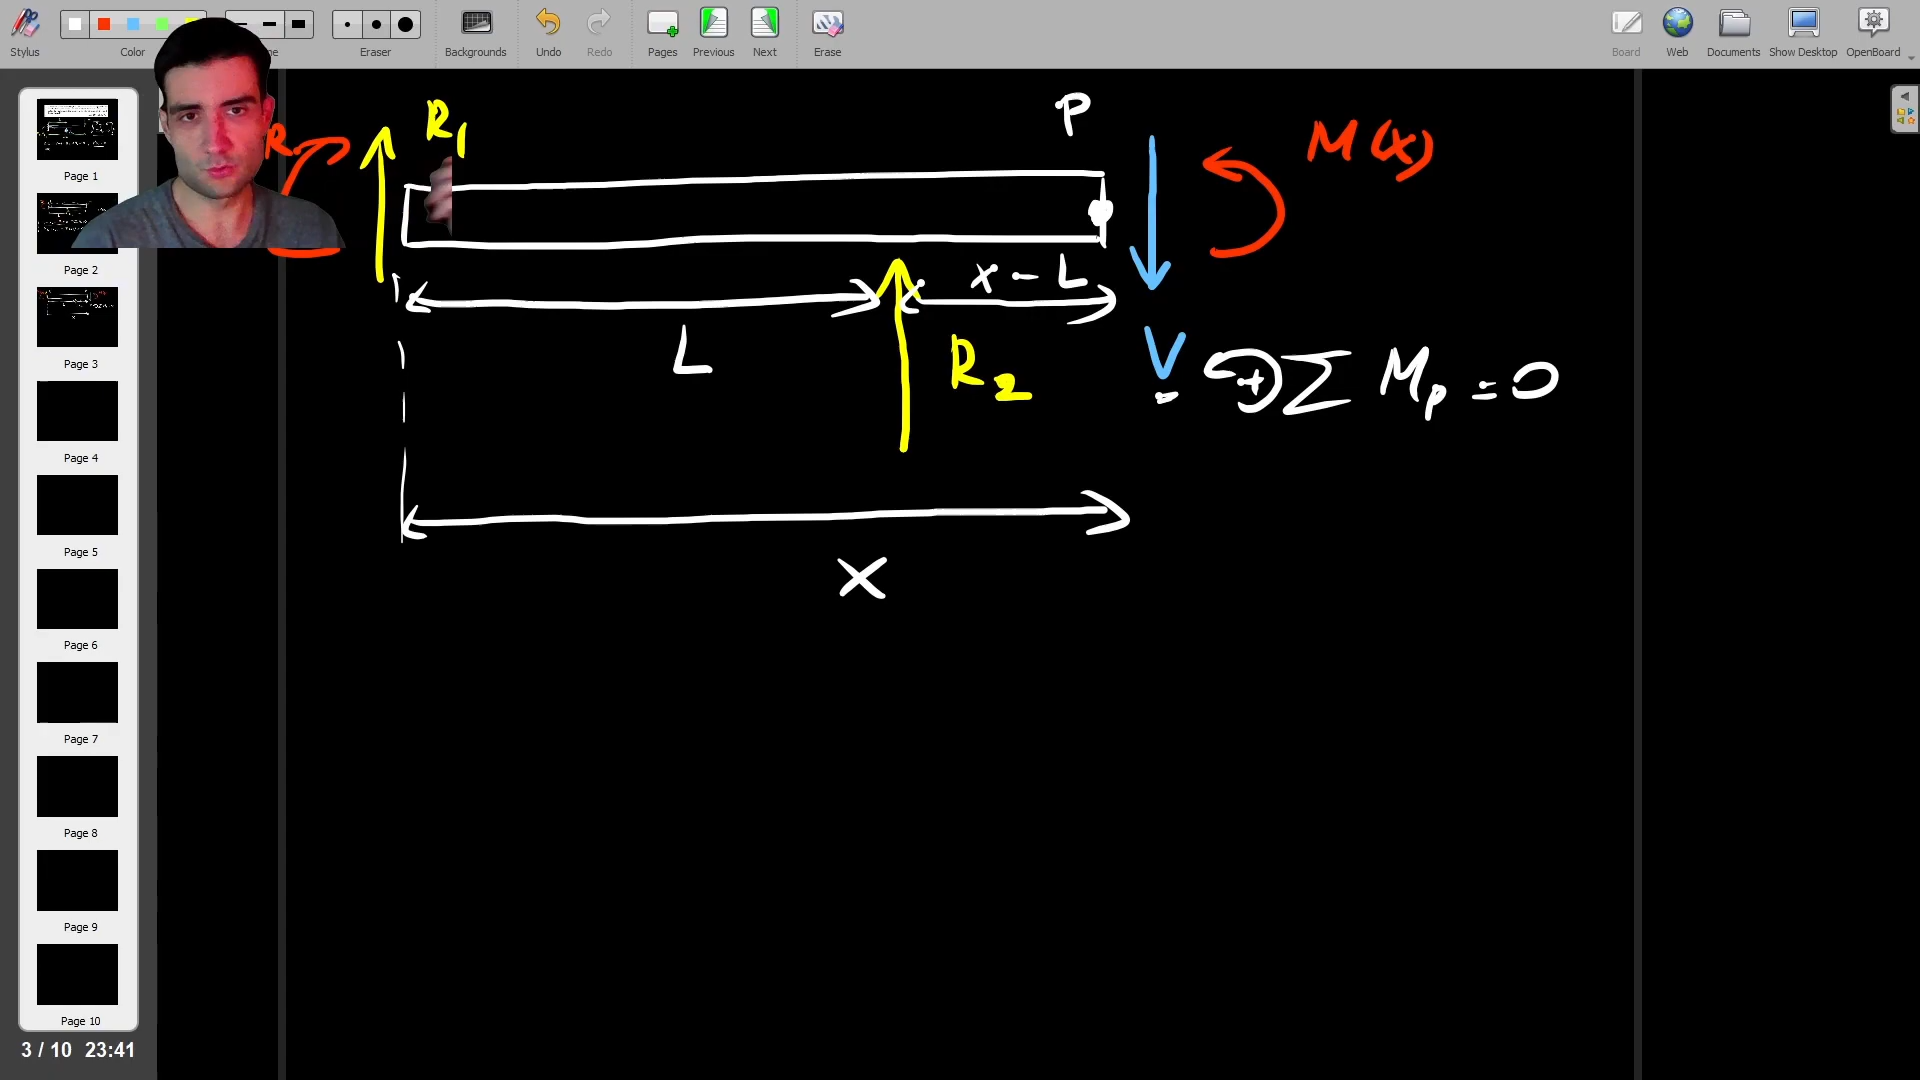 Stylus
Color
Eraser
Backgrounds
Undo
Redo
Pages
Previous
Next
Erase
Board
Web
Documents
Show Desktop
OpenBoard
Page 1
Page 2
Page 3
Page 4
Page 5
Page 6
Page 7
Page 8
Page 9
Page 10
3 / 10 23:41
R
R1
P
M(x)
x - L
L
R2
V
+ Σ Mp = 0
x